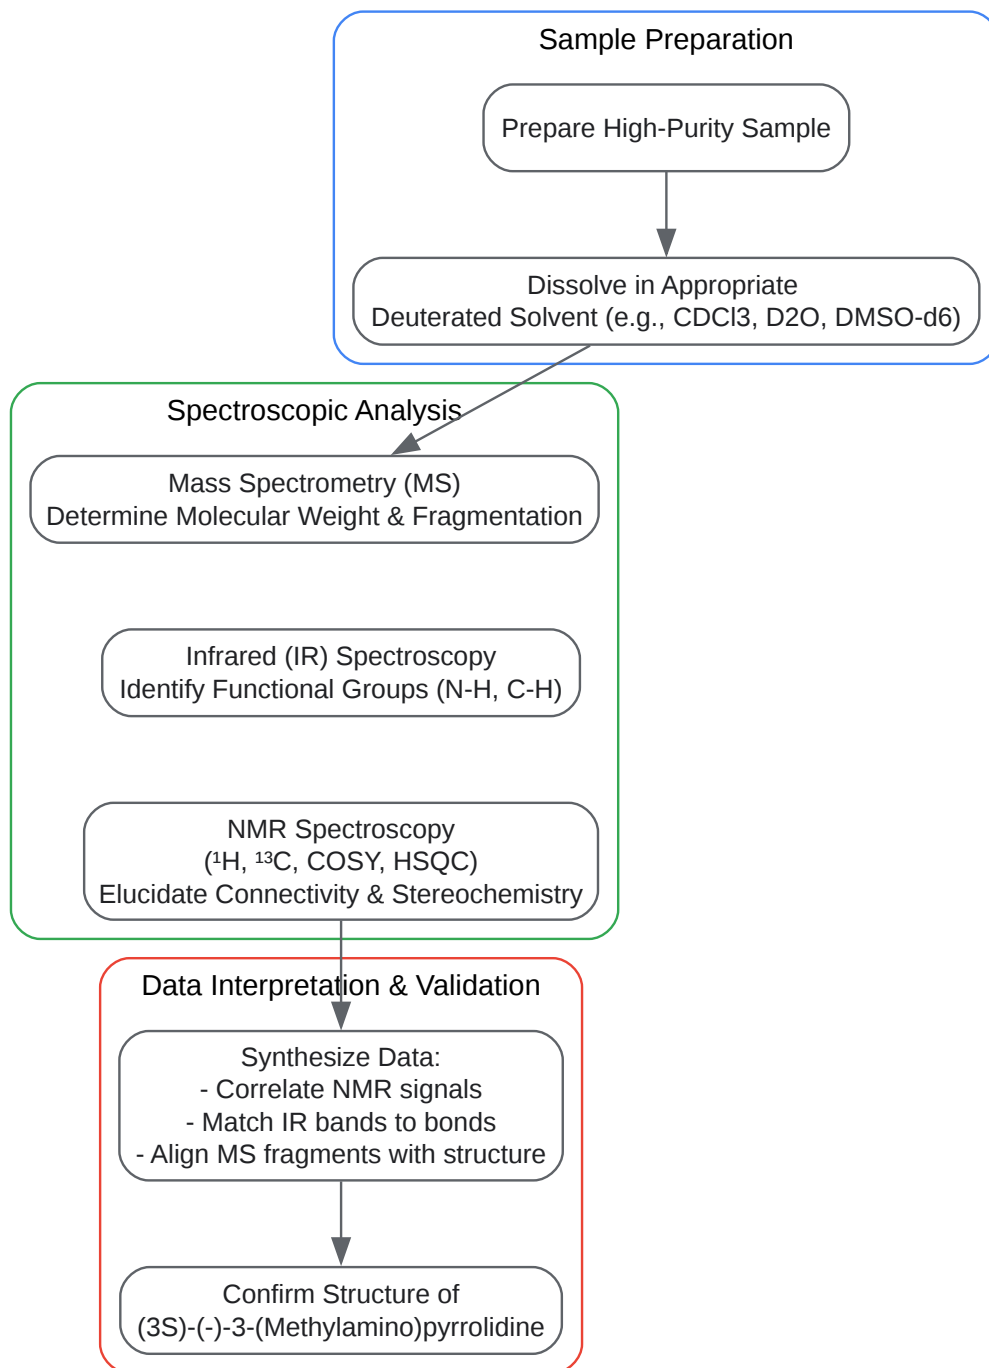 Sample Preparation
Prepare High-Purity Sample
Dissolve in Appropriate
Deuterated Solvent (e.g., CDCl3, D2O, DMSO-d6)
Spectroscopic Analysis
Mass Spectrometry (MS)
Determine Molecular Weight & Fragmentation
Infrared (IR) Spectroscopy
Identify Functional Groups (N-H, C-H)
NMR Spectroscopy
(¹H, ¹³C, COSY, HSQC)
Elucidate Connectivity & Stereochemistry
Data Interpretation & Validation
Synthesize Data:
- Correlate NMR signals
- Match IR bands to bonds
- Align MS fragments with structure
Confirm Structure of
(3S)-(-)-3-(Methylamino)pyrrolidine